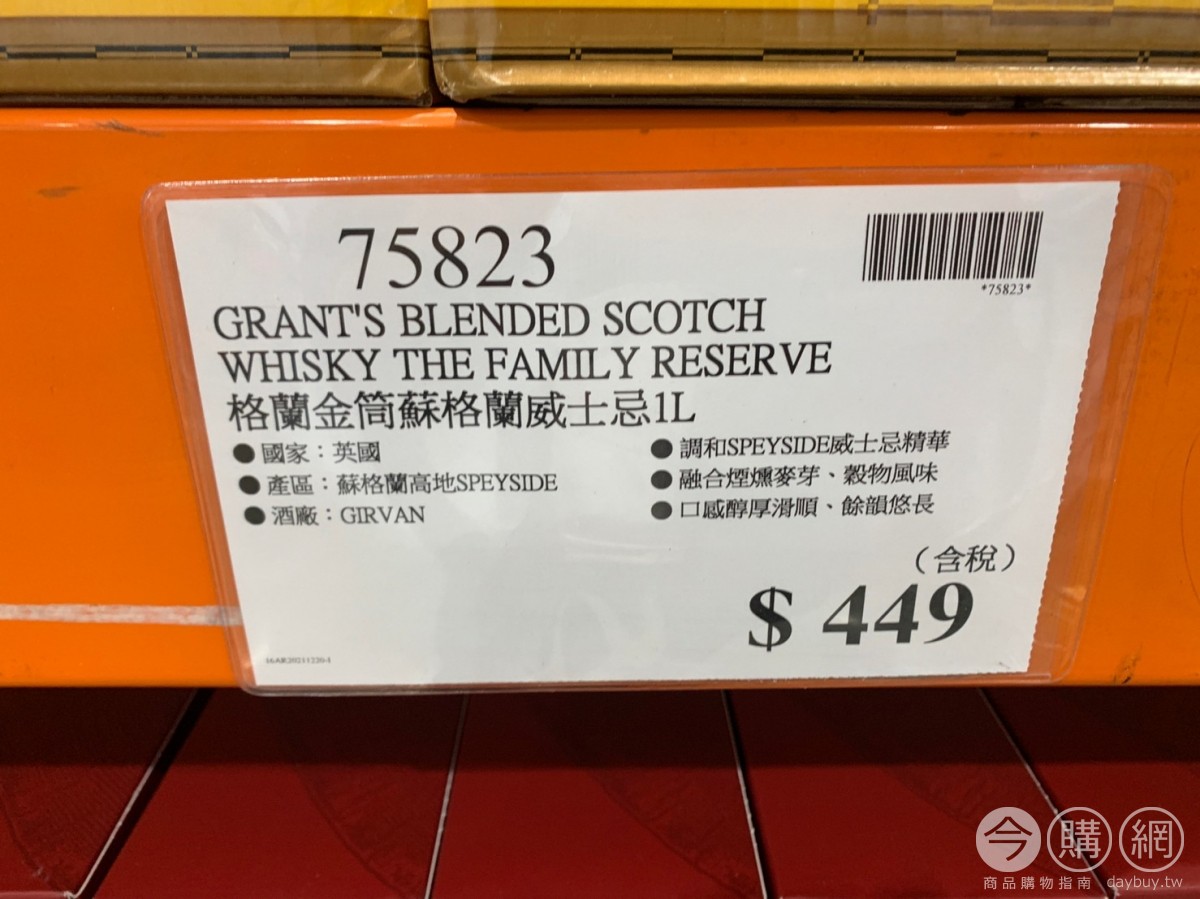 75823
*75823*
GRANT'S BLENDED SCOTCH
WHISKY THE FAMILY RESERVE
格蘭金筒蘇格蘭威士忌1L
●國家：英國
●產區：蘇格蘭高地SPEYSIDE
●酒廠：GIRVAN
●調和SPEYSIDE威士忌精華
●融合煙燻麥芽、穀物風味
●口感醇厚滑順、餘韻悠長
（含稅）
$ 449
16AR20211220-1
今購網
商品購物指南 daybuy.tw